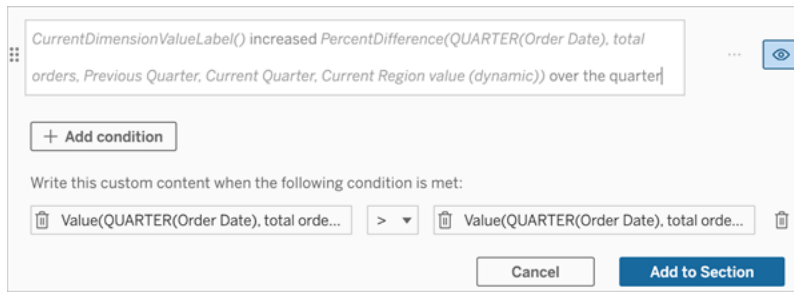 CurrentDimensionValueLabel() increased PercentDifference(QUARTER(Order Date), total
orders, Previous Quarter, Current Quarter, Current Region value (dynamic)) over the quarter
+ Add condition
Write this custom content when the following condition is met:
Value(QUARTER(Order Date), total orde... > Value(QUARTER(Order Date), total orde...
Cancel Add to Section